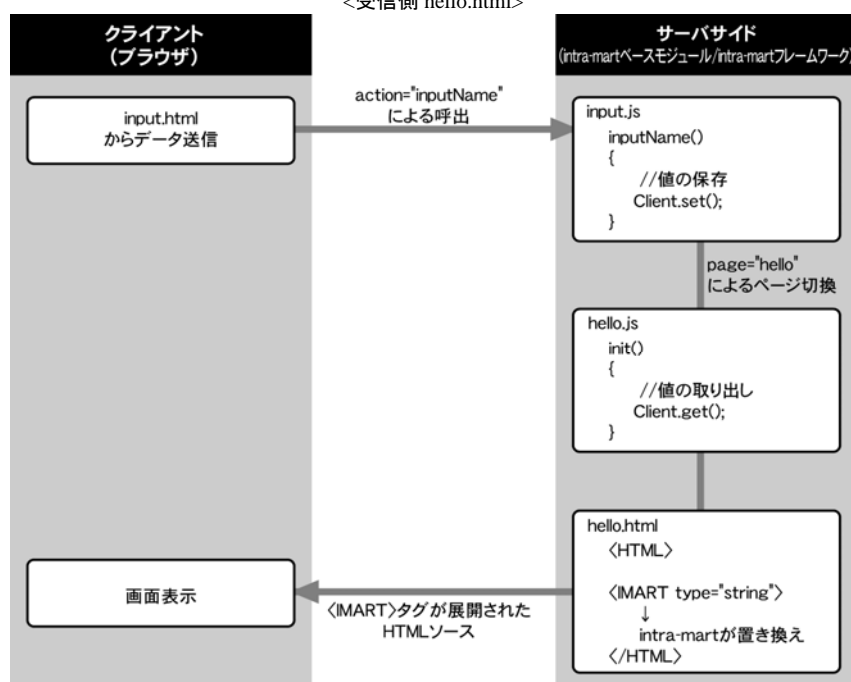 <受信側 hello.html>
クライアント
(ブラウザ)
サーバサイド
(intra-martベースモジュール/intra-martフレームワーク)
input.html
からデータ送信
action="inputName"
による呼出
input.js
inputName()
{
//値の保存
Client.set();
}
page="hello"
によるページ切換
hello.js
init()
{
//値の取り出し
Client.get();
}
hello.html
〈HTML〉
〈IMART type="string"〉
↓
intra-martが置き換え
〈/HTML〉
画面表示
〈IMART〉タグが展開された
HTMLソース